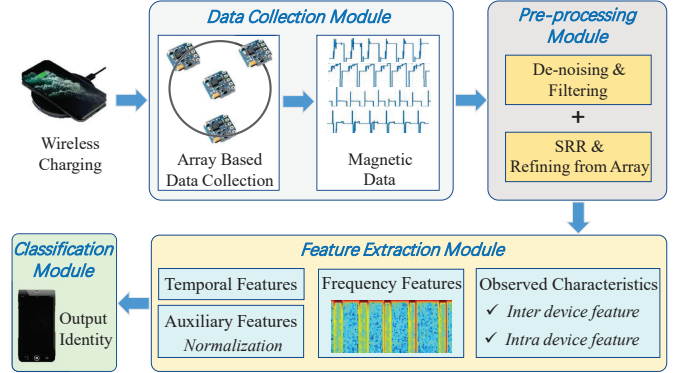 Data Collection Module
Wireless
Charging
Array Based
Data Collection
Magnetic
Data
Pre-processing
Module
De-noising &
Filtering
+
SRR &
Refining from Array
Classification
Module
Output
Identity
Feature Extraction Module
Temporal Features
Auxiliary Features
Normalization
Frequency Features
Observed Characteristics
✓ Inter device feature
✓ Intra device feature